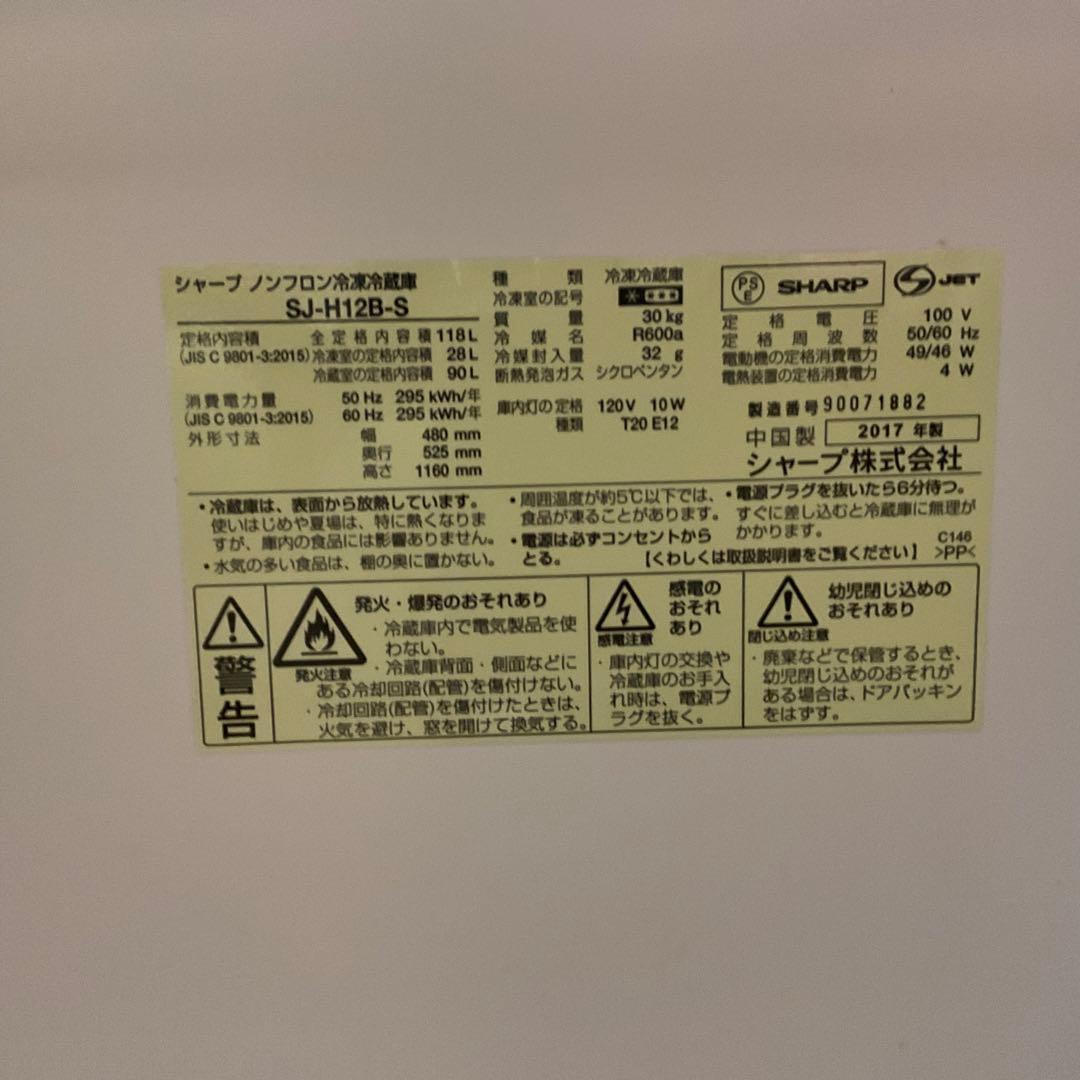 シャープ ノンフロン冷凍冷蔵庫
SJ-H12B-S
定格内容積 全定格内容積 118L
(JIS C 9801-3:2015) 冷凍室の定格内容積 28L
冷蔵室の定格内容積 90L
消費電力量 50 Hz 295 kWh/年
(JIS C 9801-3:2015) 60 Hz 295 kWh/年
外形寸法 幅 480 mm
奥行 525 mm
高さ 1160 mm
種類 冷凍冷蔵庫
冷凍室の記号
質量 30 kg
冷媒名 R600a
冷媒封入量 32 g
断熱発泡ガス シクロペンタン
庫内灯の定格 120V 10W
種類 T20 E12
PSE SHARP JET
定格電圧 100 V
定格周波数 50/60 Hz
電動機の定格消費電力 49/46 W
電熱装置の定格消費電力 4 W
製造番号 90071882
中国製 2017 年製
シャープ株式会社
・冷蔵庫は、表面から放熱しています。
使いはじめや夏場は、特に熱くなりま
すが、庫内の食品には影響ありません。
・水気の多い食品は、棚の奥に置かない。
・周囲温度が約5℃以下では、
食品が凍ることがあります。
・電源は必ずコンセントから
とる。
・電源プラグを抜いたら6分待つ。
すぐに差し込むと冷蔵庫に無理が
かかります。
【くわしくは取扱説明書をご覧ください】
C146
>PP<
警告
発火・爆発のおそれあり
発火注意
・冷蔵庫内で電気製品を使
わない。
・冷蔵庫背面・側面などに
ある冷却回路(配管)を傷付けない。
・冷却回路(配管)を傷付けたときは、
火気を避け、窓を開けて換気する。
感電の
おそれ
あり
感電注意
・庫内灯の交換や
冷蔵庫のお手入
れ時は、電源プ
ラグを抜く。
幼児閉じ込めの
おそれあり
閉じ込め注意
・廃棄などで保管するとき、
幼児閉じ込めのおそれが
ある場合は、ドアパッキン
をはずす。